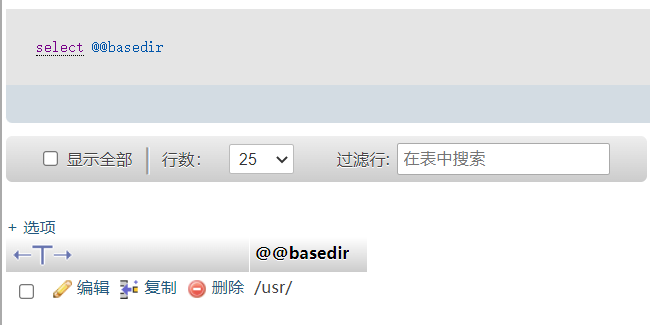 select @@basedir
显示全部 行数： 25 过滤行: 在表中搜索
+ 选项
←T→ @@basedir
编辑 复制 删除 /usr/